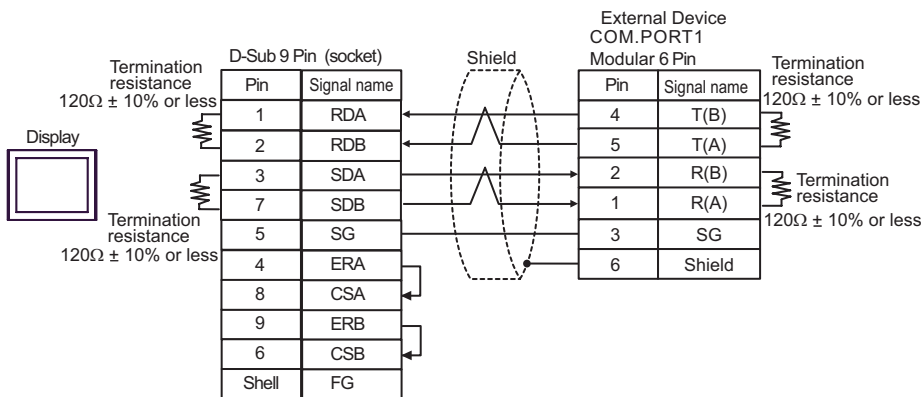 External Device
COM.PORT1
D-Sub 9 Pin (socket)
Shield
Modular 6 Pin
Termination
resistance
120Ω ± 10% or less
Pin Signal name
1 RDA
2 RDB
3 SDA
7 SDB
5 SG
4 ERA
8 CSA
9 ERB
6 CSB
Shell FG
Display
Termination
resistance
120Ω ± 10% or less
Pin Signal name
4 T(B)
5 T(A)
2 R(B)
1 R(A)
3 SG
6 Shield
Termination
resistance
120Ω ± 10% or less
Termination
resistance
120Ω ± 10% or less